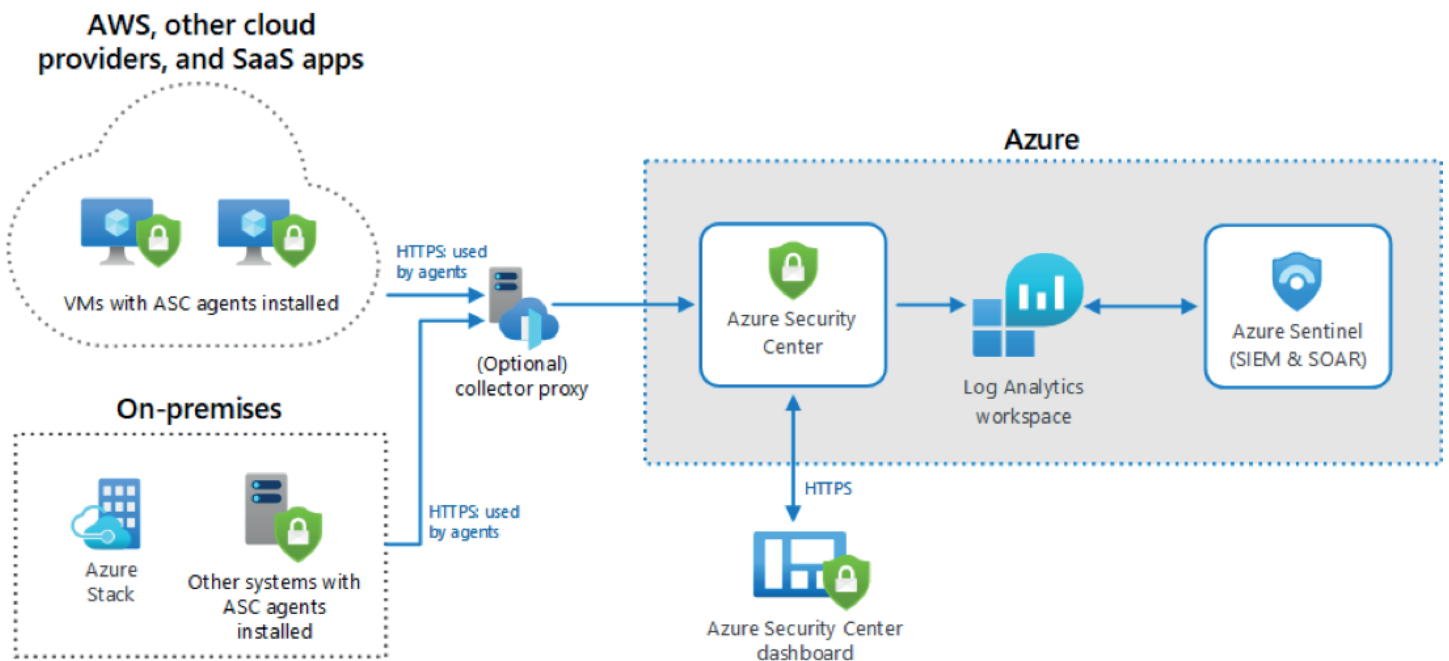 AWS, other cloud
providers, and SaaS apps
VMs with ASC agents installed
HTTPS: used
by agents
(Optional)
collector proxy
On-premises
Azure
Stack
Other systems with
ASC agents
installed
HTTPS: used
by agents
Azure
Azure Security
Center
Log Analytics
workspace
Azure Sentinel
(SIEM & SOAR)
HTTPS
Azure Security Center
dashboard